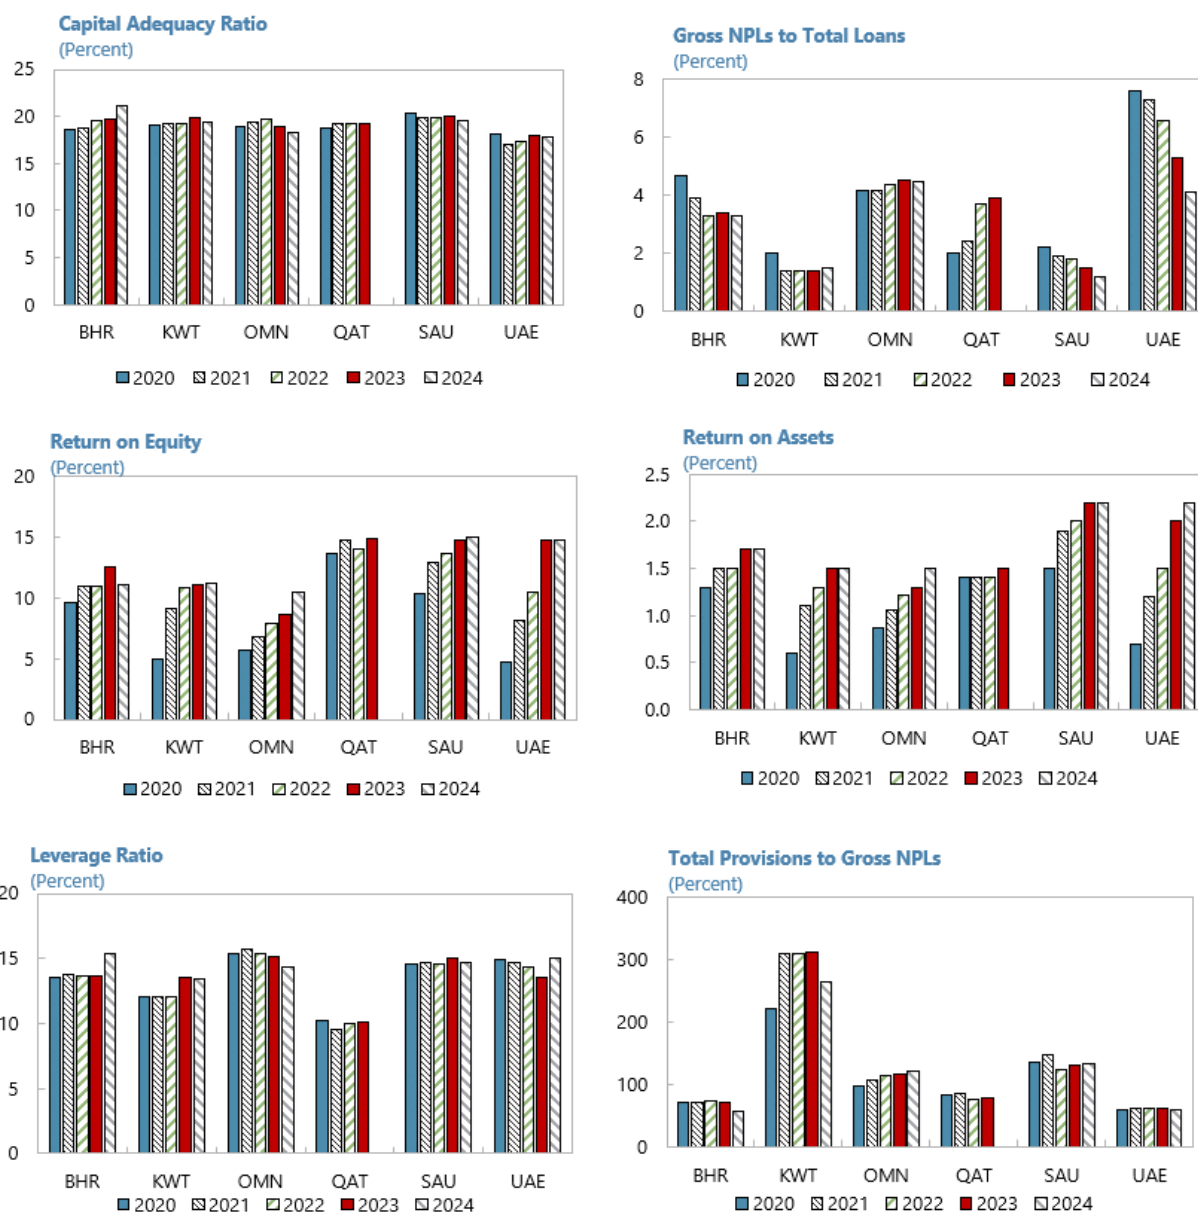 Capital Adequacy Ratio
(Percent)
25
20
15
10
5
0
BHR KWT OMN QAT SAU UAE
2020 2021 2022 2023 2024
Gross NPLs to Total Loans
(Percent)
8
6
4
2
0
BHR KWT OMN QAT SAU UAE
2020 2021 2022 2023 2024
Return on Equity
(Percent)
20
15
10
5
0
BHR KWT OMN QAT SAU UAE
2020 2021 2022 2023 2024
Return on Assets
(Percent)
2.5
2.0
1.5
1.0
0.5
0.0
BHR KWT OMN QAT SAU UAE
2020 2021 2022 2023 2024
Leverage Ratio
(Percent)
20
15
10
5
0
BHR KWT OMN QAT SAU UAE
2020 2021 2022 2023 2024
Total Provisions to Gross NPLs
(Percent)
400
300
200
100
0
BHR KWT OMN QAT SAU UAE
2020 2021 2022 2023 2024